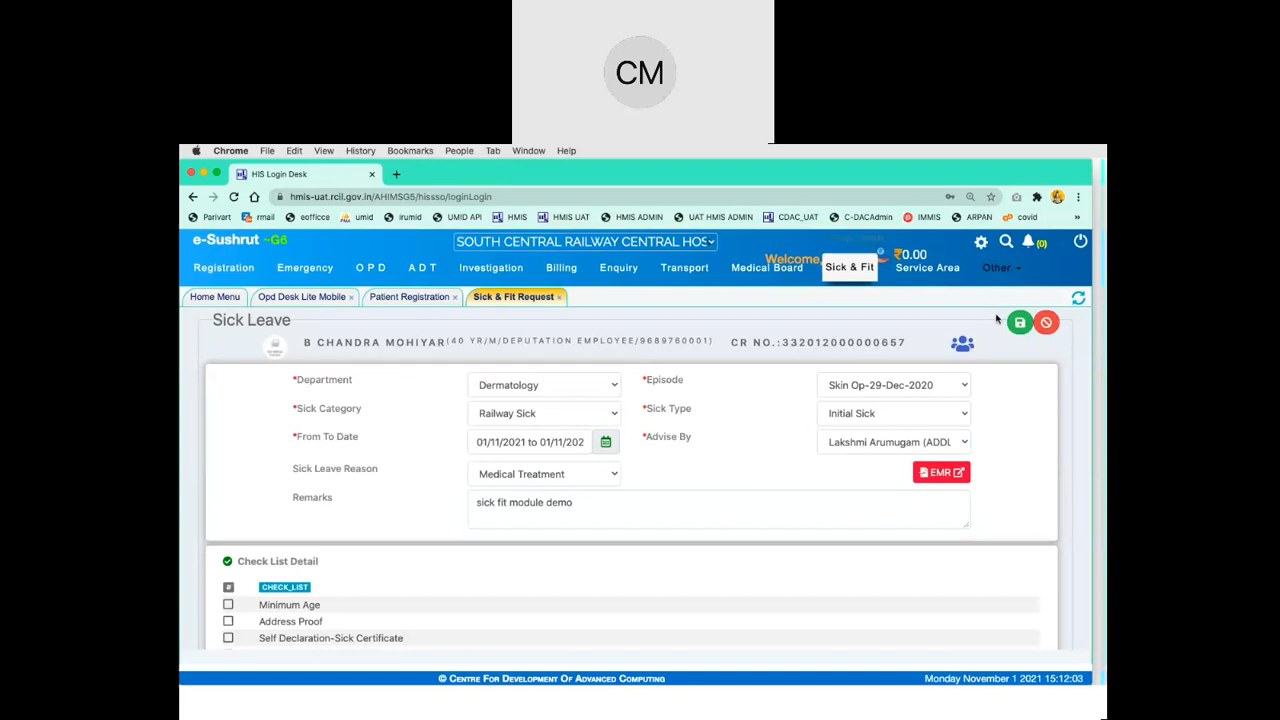 CM
Chrome File Edit View History Bookmarks People Tab Window Help
HIS Login Desk
hmis-uat.rcil.gov.in/AHIMSG5/hissso/loginLogin
Parivart rmail eofficce umid irumid UMID API HMIS HMIS UAT HMIS ADMIN UAT HMIS ADMIN CDAC_UAT C-DACAdmin IMMIS ARPAN covid »
e-Sushrut ~G6 SOUTH CENTRAL RAILWAY CENTRAL HOS (0)
Welcome, ₹0.00
Registration Emergency O P D A D T Investigation Billing Enquiry Transport Medical Board Sick & Fit Service Area Other
Home Menu Opd Desk Lite Mobile × Patient Registration × Sick & Fit Request ×
Sick Leave
B CHANDRA MOHIYAR(40 YR/M/DEPUTATION EMPLOYEE/9689760001) CR NO.:332012000000657
*Department Dermatology *Episode Skin Op-29-Dec-2020
*Sick Category Railway Sick *Sick Type Initial Sick
*From To Date 01/11/2021 to 01/11/202 *Advise By Lakshmi Arumugam (ADDL
Sick Leave Reason Medical Treatment EMR
Remarks sick fit module demo
Check List Detail
# CHECK_LIST
Minimum Age
Address Proof
Self Declaration-Sick Certificate
© CENTRE FOR DEVELOPMENT OF ADVANCED COMPUTING Monday November 1 2021 15:12:03